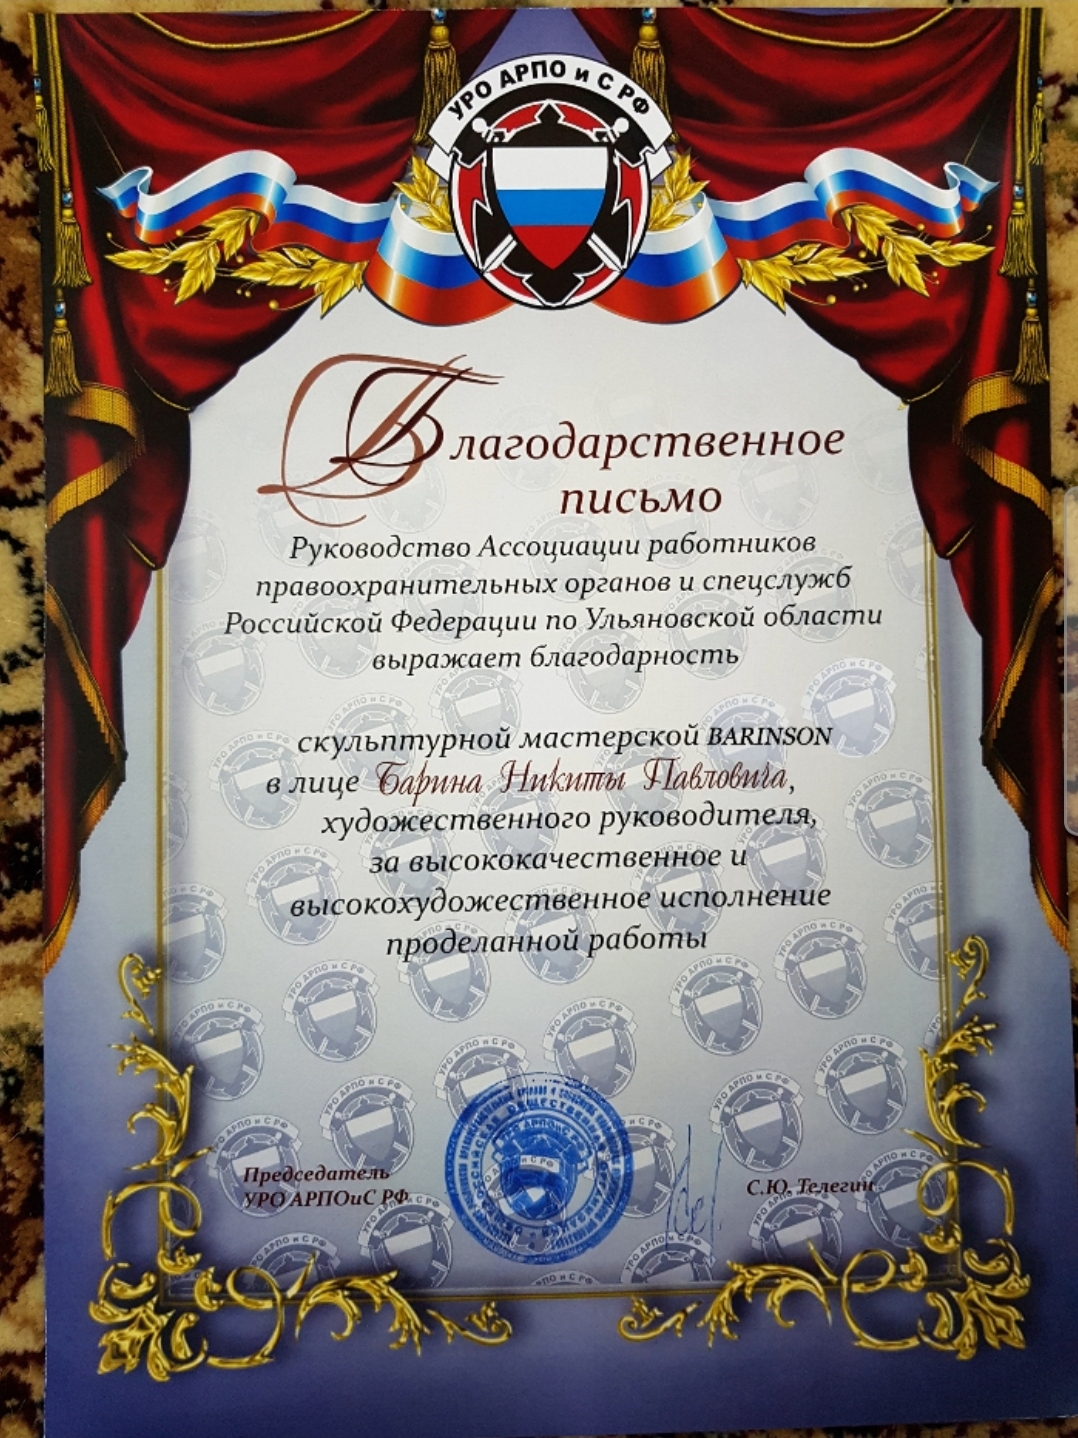 УРО АРПО и С РФ
Благодарственное
письмо
Руководство Ассоциации работников
правоохранительных органов и спецслужб
Российской Федерации по Ульяновской области
выражает благодарность
скульптурной мастерской BARINSON
в лице Барина Никиты Павловича,
художественного руководителя,
за высококачественное и
высокохудожественное исполнение
проделанной работы
Председатель
УРО АРПОиС РФ
С.Ю. Телегин